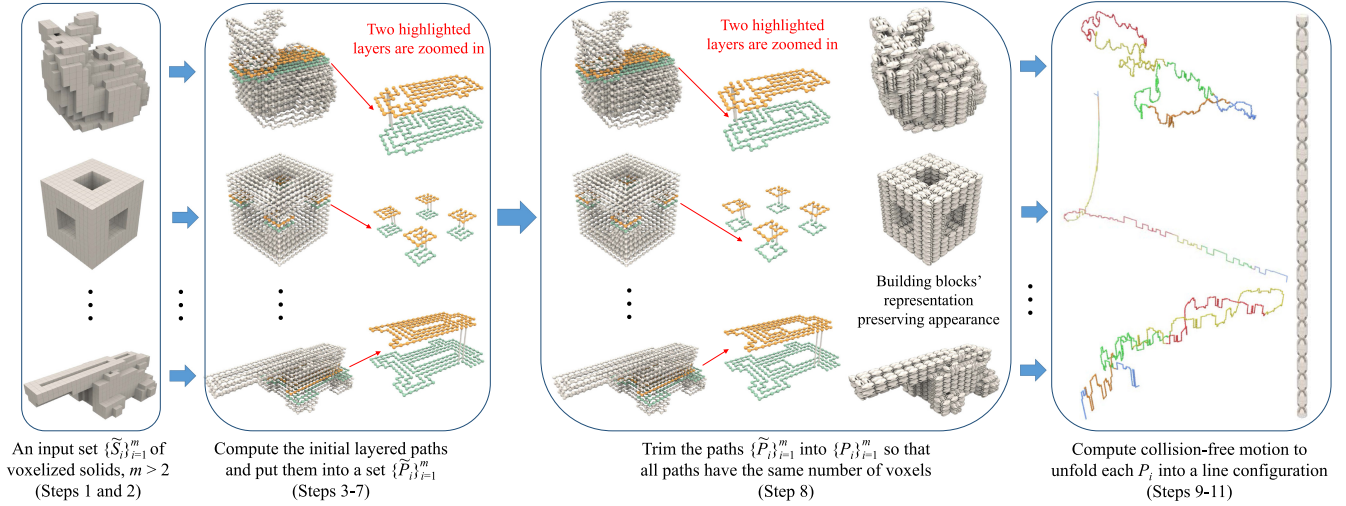 Two highlighted
layers are zoomed in
Two highlighted
layers are zoomed in
Building blocks'
representation
preserving appearance
An input set {S̃ᵢ}ᵢ₌₁ᵐ of
voxelized solids, m > 2
(Steps 1 and 2)
Compute the initial layered paths
and put them into a set {P̃ᵢ}ᵢ₌₁ᵐ
(Steps 3-7)
Trim the paths {P̃ᵢ}ᵢ₌₁ᵐ into {Pᵢ}ᵢ₌₁ᵐ so that
all paths have the same number of voxels
(Step 8)
Compute collision-free motion to
unfold each Pᵢ into a line configuration
(Steps 9-11)